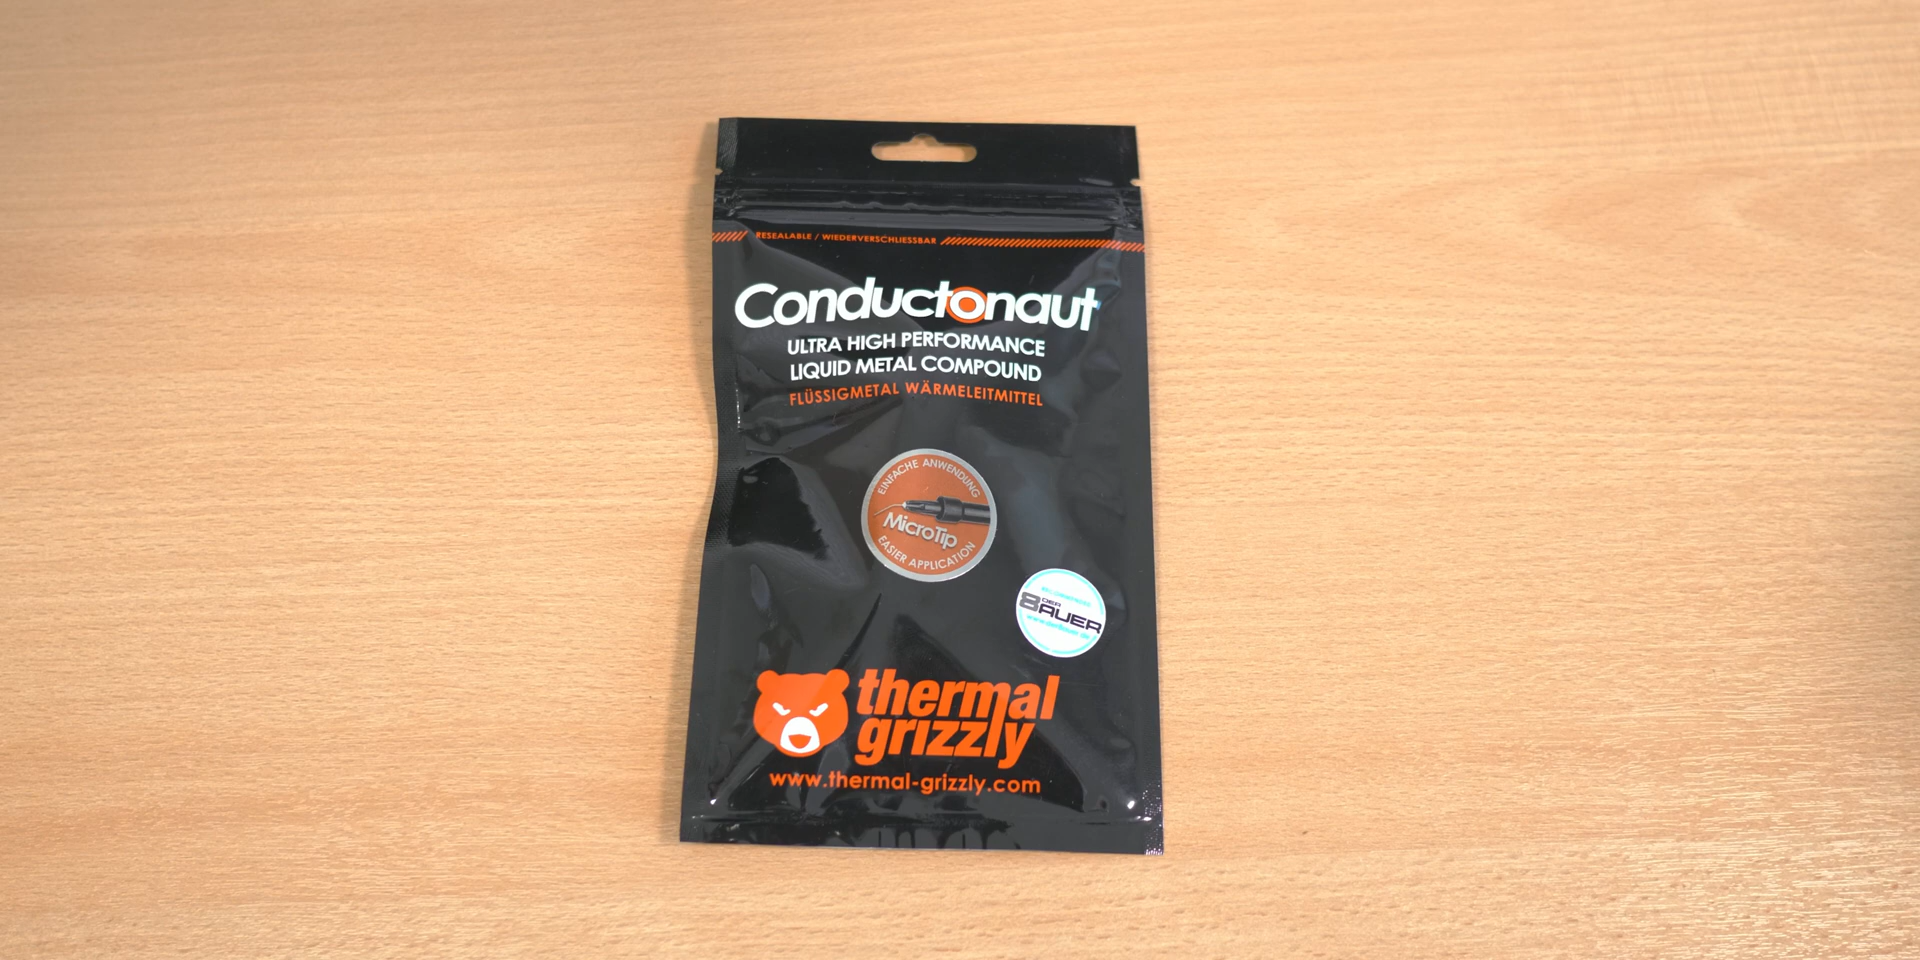 RESEALABLE / WIEDERVERSCHLIESSBAR
Conductonaut
ULTRA HIGH PERFORMANCE
LIQUID METAL COMPOUND
FLÜSSIGMETAL WÄRMELEITMITTEL
EINFACHE ANWENDUNG
MicroTip
EASIER APPLICATION
DER
8AUER
thermal
grizzly
www.thermal-grizzly.com